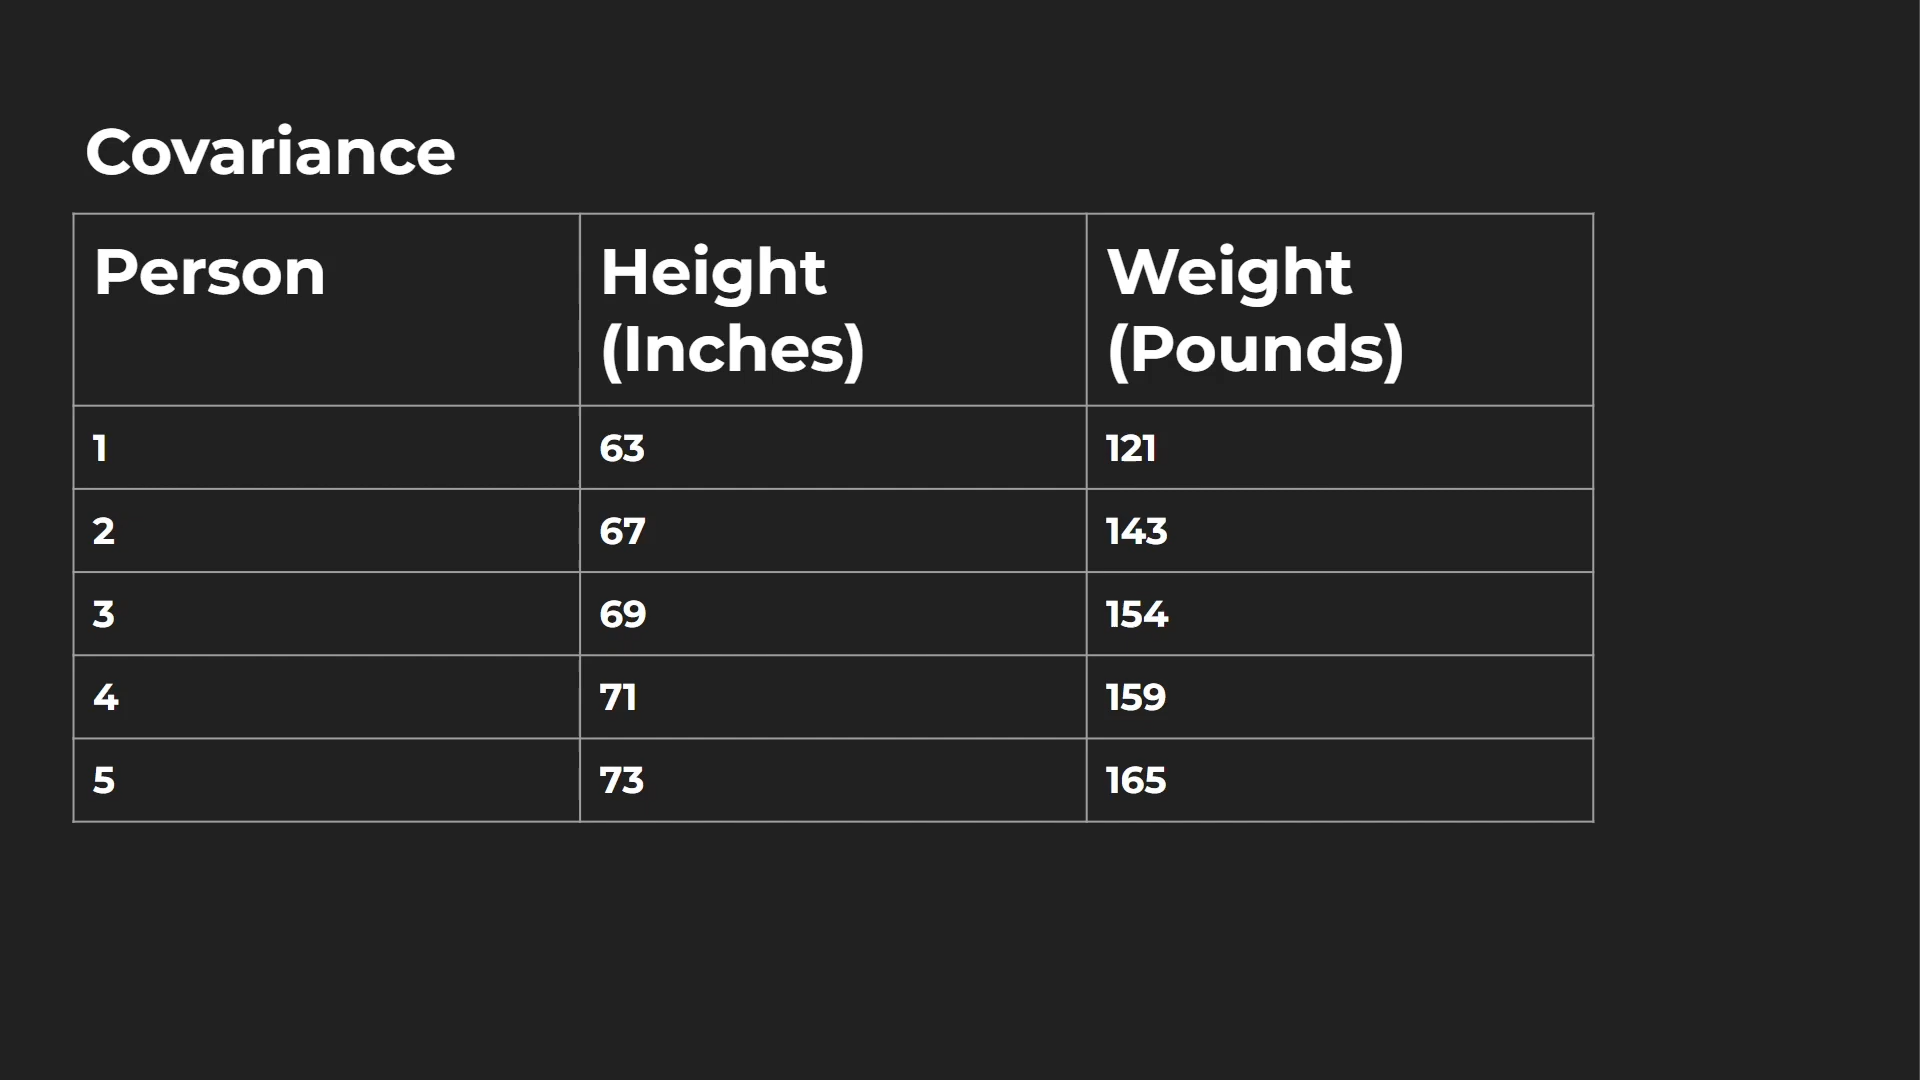 Covariance
Person Height (Inches) Weight (Pounds)
1 63 121
2 67 143
3 69 154
4 71 159
5 73 165